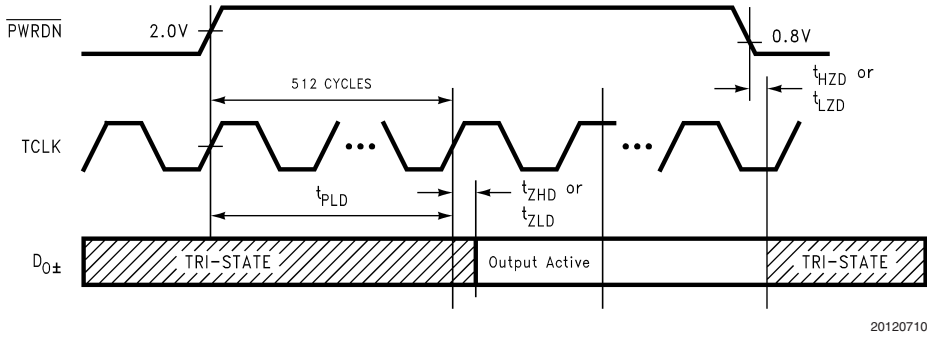 PWRDN
2.0V
0.8V
tHZD or
tLZD
512 CYCLES
TCLK
tPLD
tZHD or
tZLD
DO±
TRI-STATE
Output Active
TRI-STATE
20120710